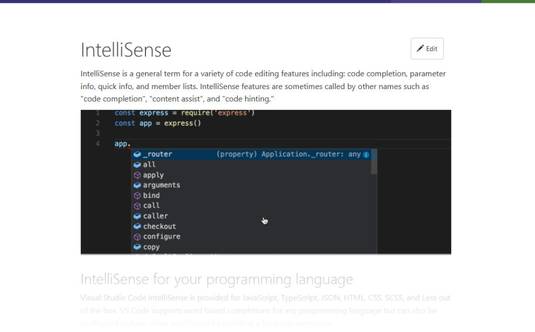 IntelliSense
Edit
IntelliSense is a general term for a variety of code editing features including: code completion, parameter
info, quick info, and member lists. IntelliSense features are sometimes called by other names such as
"code completion", "content assist", and "code hinting."
1 const express = require('express')
2 const app = express()
3
4 app.
_router (property) Application._router: any
all
apply
arguments
bind
call
caller
checkout
configure
copy
IntelliSense for your programming language
Visual Studio Code IntelliSense is provided for JavaScript, TypeScript, JSON, HTML, CSS, SCSS, and Less out
of the box. VS Code supports word based completions for any programming language but can also be